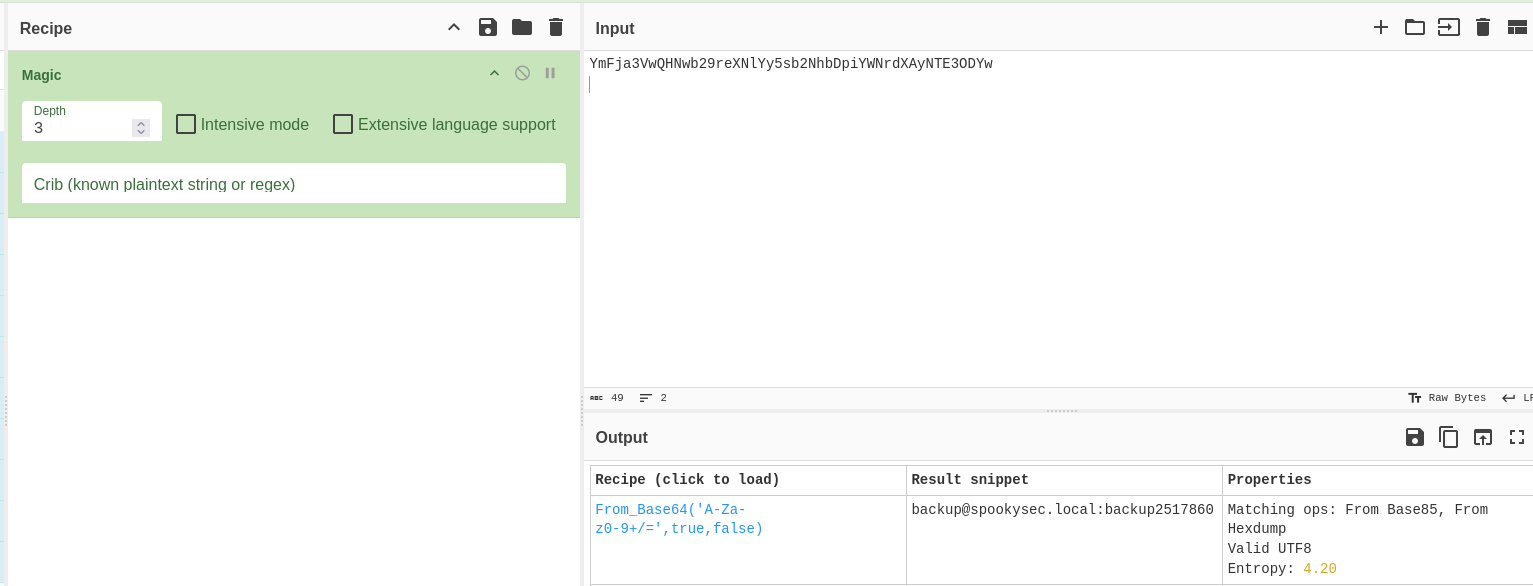 Recipe
Magic
Depth
3
Intensive mode
Extensive language support
Crib (known plaintext string or regex)
Input
YmFja3VwQHNwb29reXNlYy5sb2NhbDpiYWNrdXAyNTE3ODYw
ABC 49 2
Raw Bytes LF
Output
Recipe (click to load) Result snippet Properties
From_Base64('A-Za-z0-9+/=',true,false)
backup@spookysec.local:backup2517860
Matching ops: From Base85, From
Hexdump
Valid UTF8
Entropy: 4.20